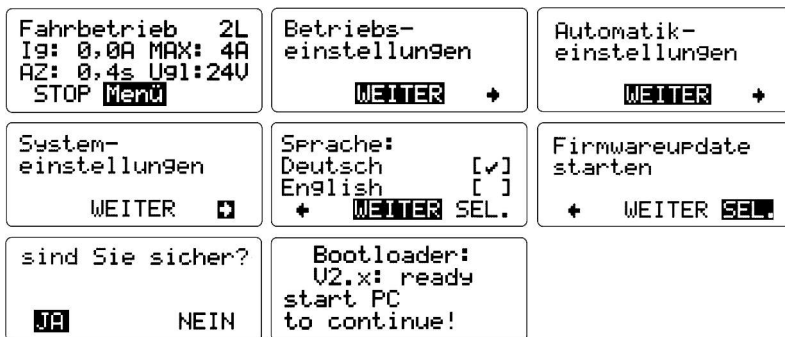 Fahrbetrieb 2L
Ig: 0,0A MAX: 4A
AZ: 0,4s Ugl:24V
STOP Menü
Betriebs-
einstellungen
WEITER →
Automatik-
einstellungen
WEITER →
System-
einstellungen
WEITER →
Sprache:
Deutsch [✓]
English [ ]
← WEITER SEL.
Firmwareupdate
starten
← WEITER SEL.
sind Sie sicher?
JA NEIN
Bootloader:
V2.x: ready
start PC
to continue!